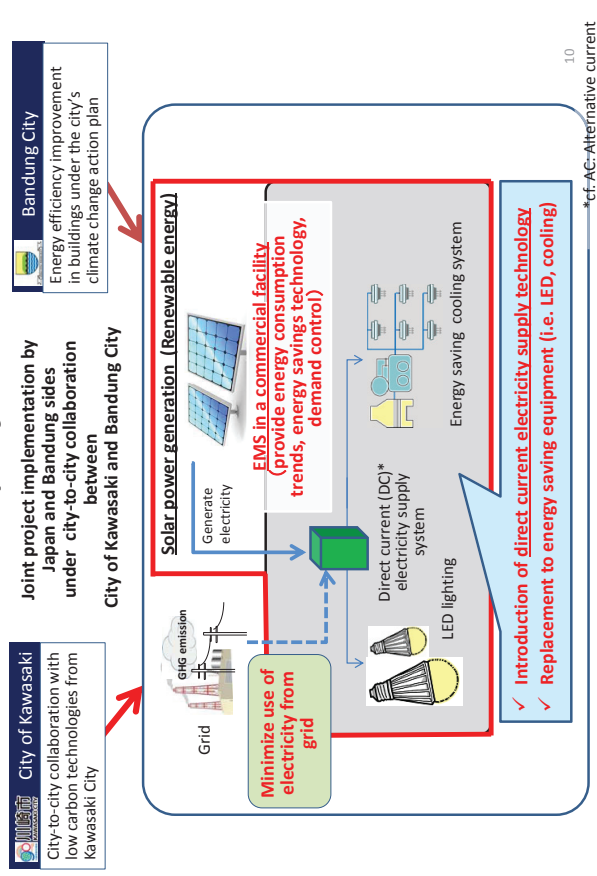 川崎市
KAWASAKI CITY
City of Kawasaki
City-to-city collaboration with
low carbon technologies from
Kawasaki City
Joint project implementation by
Japan and Bandung sides
under city-to-city collaboration
between
City of Kawasaki and Bandung City
Bandung City
Energy efficiency improvement
in buildings under the city's
climate change action plan
Grid
GHG emission
Minimize use of
electricity from
grid
Solar power generation (Renewable energy)
Generate
electricity
EMS in a commercial facility
(provide energy consumption
trends, energy savings technology,
demand control)
Direct current (DC)*
electricity supply
system
LED lighting
Energy saving cooling system
✓ Introduction of direct current electricity supply technology
✓ Replacement to energy saving equipment (i.e. LED, cooling)
10
*cf. AC: Alternative current